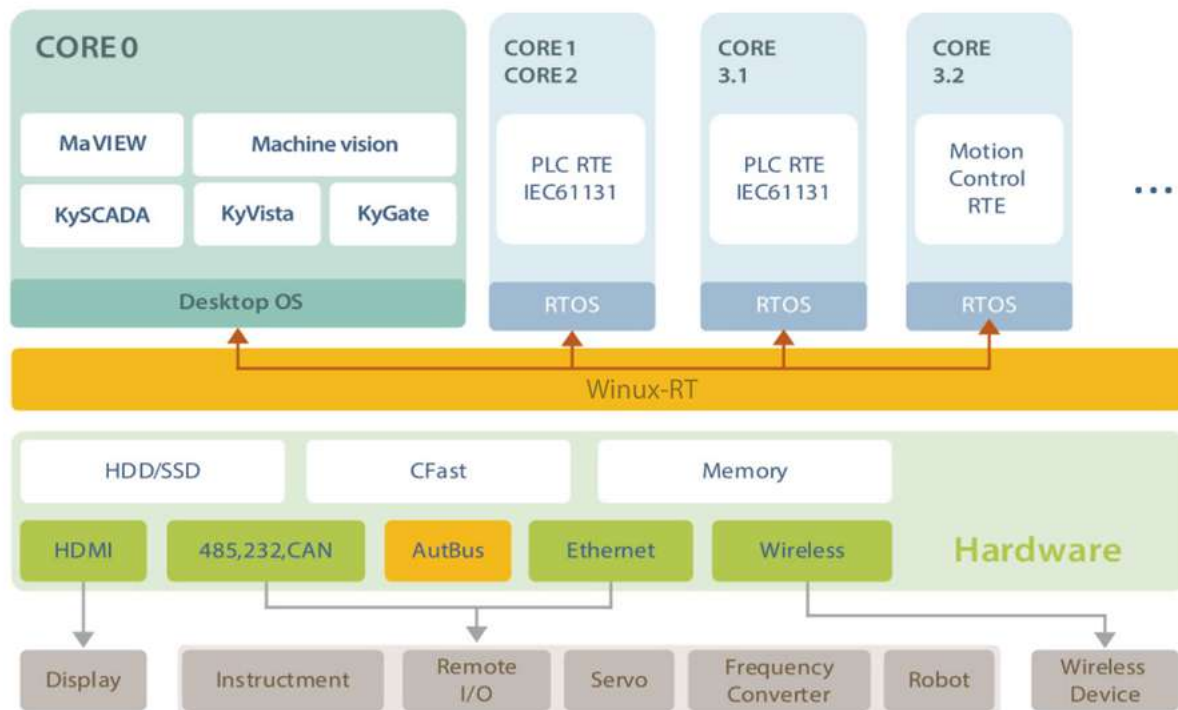 CORE 0
MaVIEW
Machine vision
KySCADA
KyVista
KyGate
Desktop OS
CORE 1
CORE 2
PLC RTE
IEC61131
RTOS
CORE
3.1
PLC RTE
IEC61131
RTOS
CORE
3.2
Motion
Control
RTE
RTOS
...
Winux-RT
HDD/SSD
CFast
Memory
HDMI
485,232,CAN
AutBus
Ethernet
Wireless
Hardware
Display
Instructment
Remote
I/O
Servo
Frequency
Converter
Robot
Wireless
Device